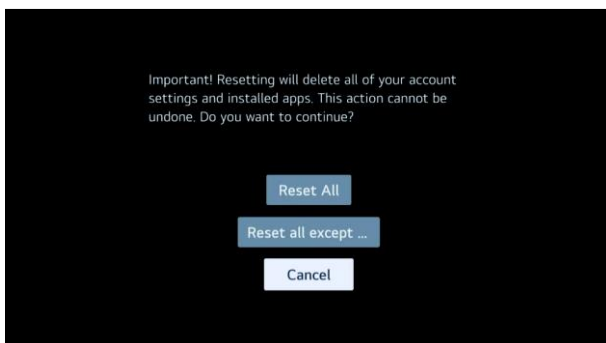 Important! Resetting will delete all of your account
settings and installed apps. This action cannot be
undone. Do you want to continue?
Reset All
Reset all except ...
Cancel